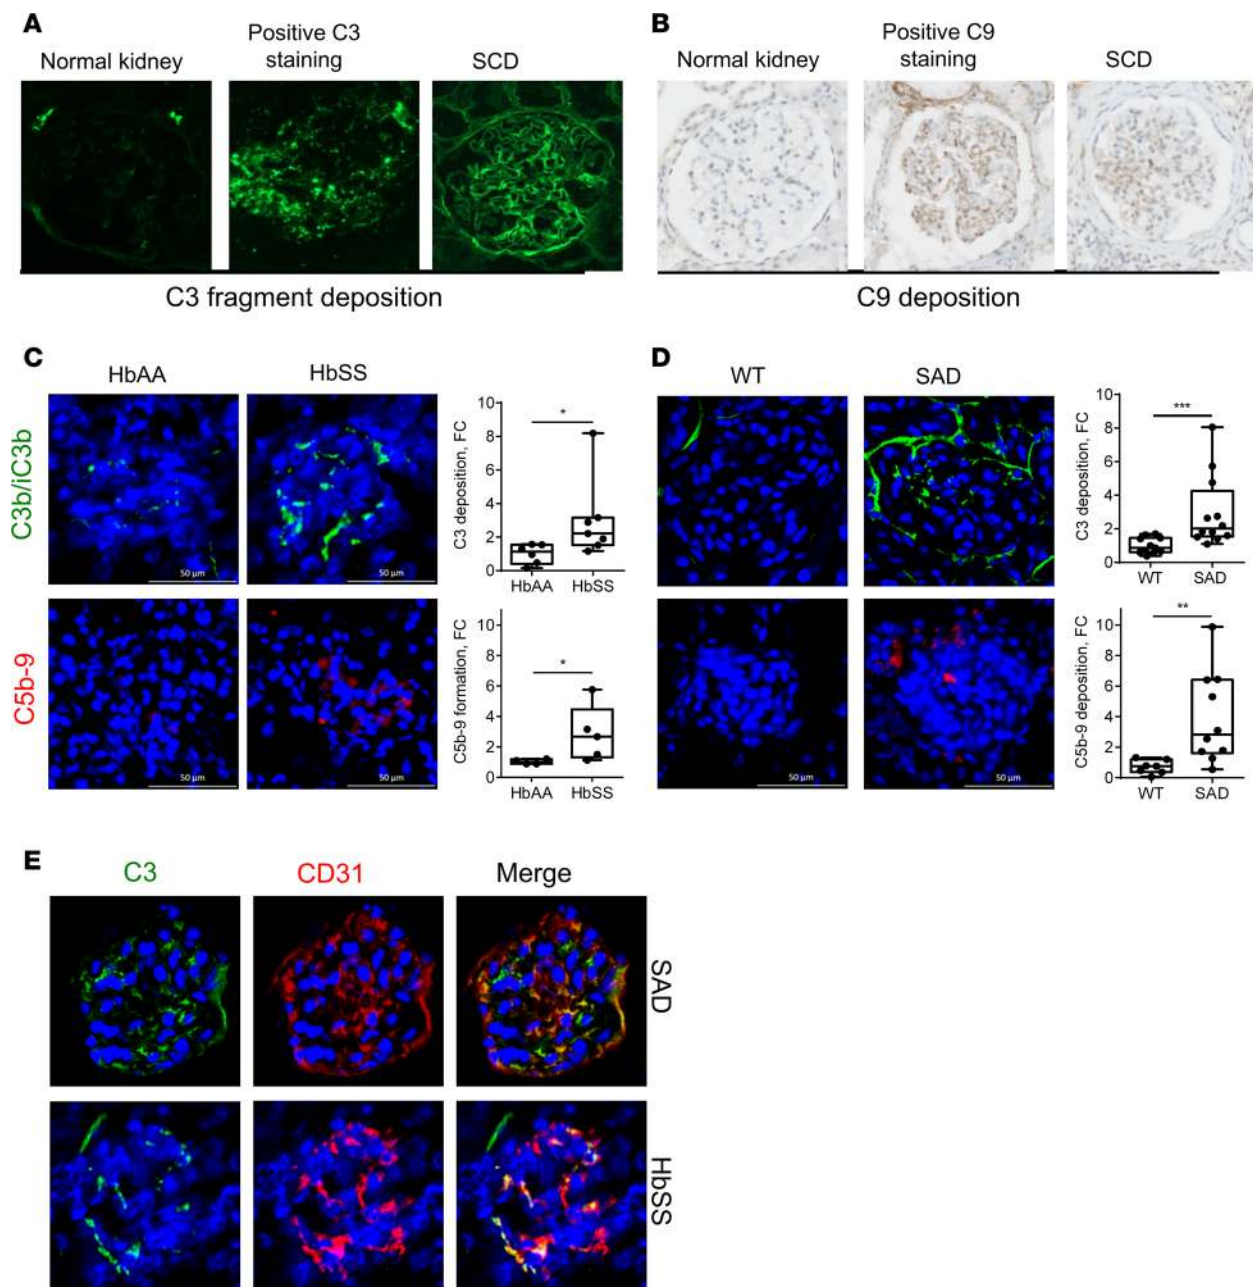 A
Normal kidney
Positive C3
staining
SCD
C3 fragment deposition
B
Normal kidney
Positive C9
staining
SCD
C9 deposition
C
HbAA
HbSS
C3b/iC3b
50 µm
50 µm
C3 deposition, FC
10
8
6
4
2
0
*
HbAA
HbSS
C5b-9
50 µm
50 µm
C5b-9 formation, FC
10
8
6
4
2
0
*
HbAA
HbSS
D
WT
SAD
50 µm
50 µm
C3 deposition, FC
10
8
6
4
2
0
***
WT
SAD
50 µm
50 µm
C5b-9 deposition, FC
10
8
6
4
2
0
**
WT
SAD
E
C3
CD31
Merge
SAD
HbSS